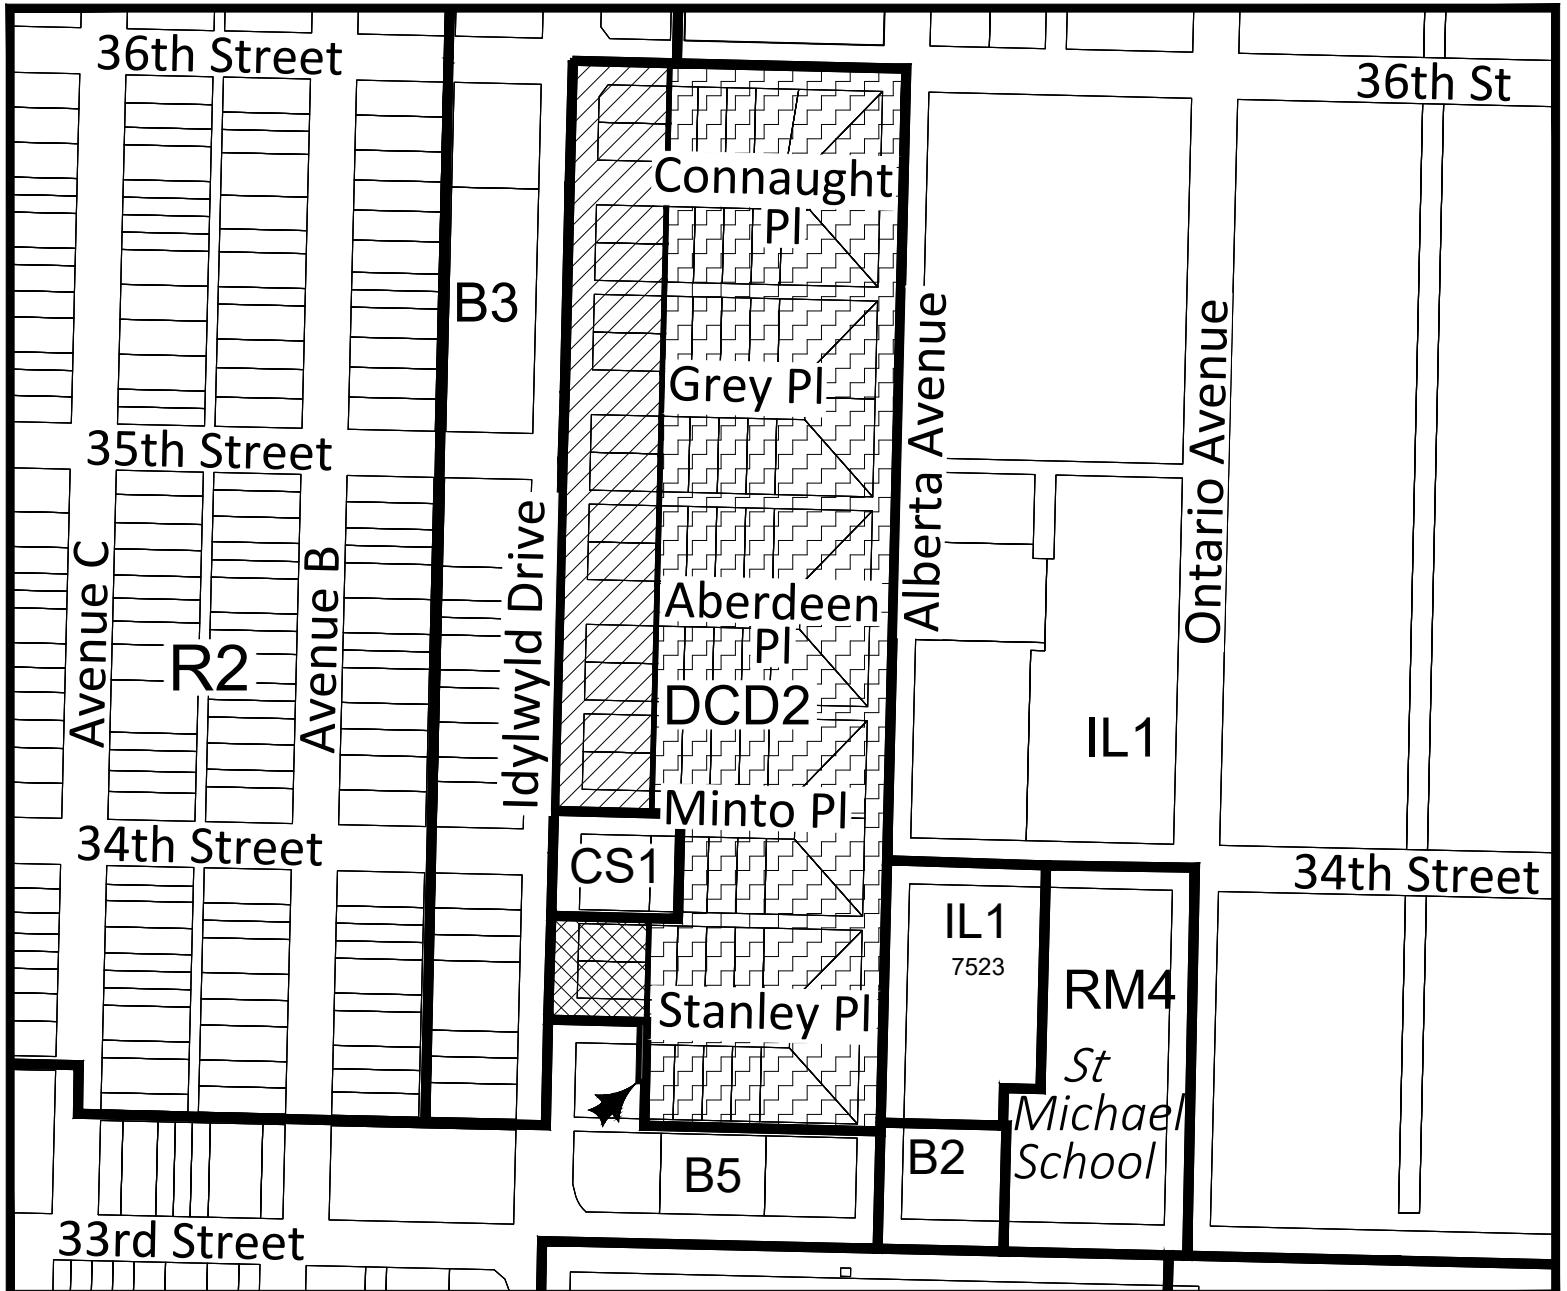 36th Street
36th St
Connaught
Pl
B3
Grey Pl
Alberta Avenue
Ontario Avenue
35th Street
Avenue C
Avenue B
Idylwyld Drive
Aberdeen
Pl
R2
DCD2
IL1
Minto Pl
34th Street
CS1
34th Street
IL1
7523
RM4
Stanley Pl
St
Michael
School
B5
B2
33rd Street